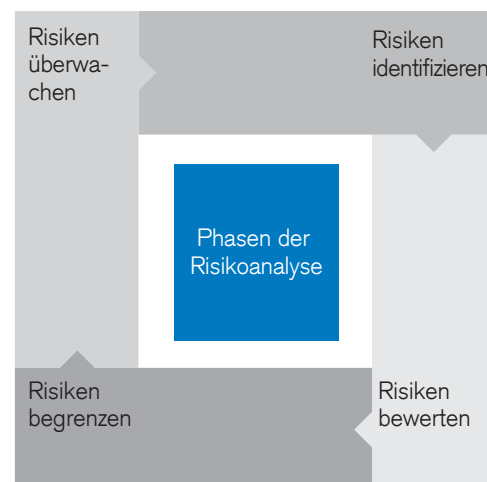 Risiken
überwa-
chen
Risiken
identifizieren
Phasen der
Risikoanalyse
Risiken
begrenzen
Risiken
bewerten